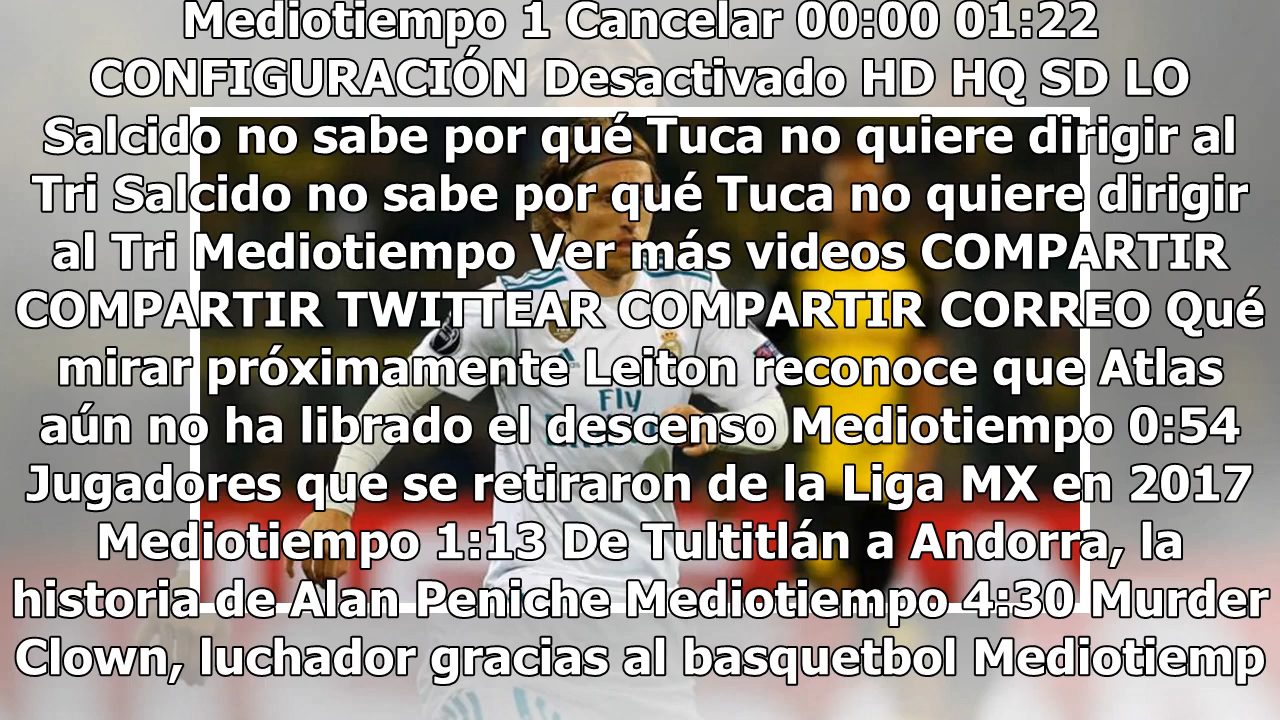 Mediotiempo 1 Cancelar 00:00 01:22
CONFIGURACIÓN Desactivado HD HQ SD LO
Salcido no sabe por qué Tuca no quiere dirigir al
Tri Salcido no sabe por qué Tuca no quiere dirigir
al Tri Mediotiempo Ver más videos COMPARTIR
COMPARTIR TWITTEAR COMPARTIR CORREO Qué
mirar próximamente Leiton reconoce que Atlas
aún no ha librado el descenso Mediotiempo 0:54
Jugadores que se retiraron de la Liga MX en 2017
Mediotiempo 1:13 De Tultitlán a Andorra, la
historia de Alan Peniche Mediotiempo 4:30 Murder
Clown, luchador gracias al basquetbol Mediotiemp
Fly